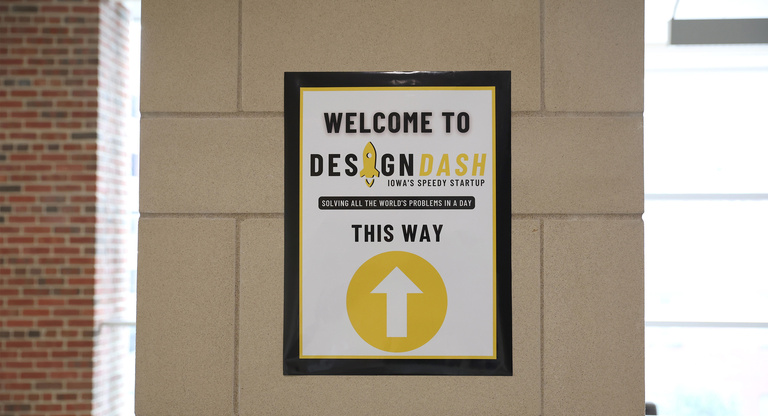 WELCOME TO
DESIGNDASH
IOWA'S SPEEDY STARTUP
SOLVING ALL THE WORLD'S PROBLEMS IN A DAY
THIS WAY